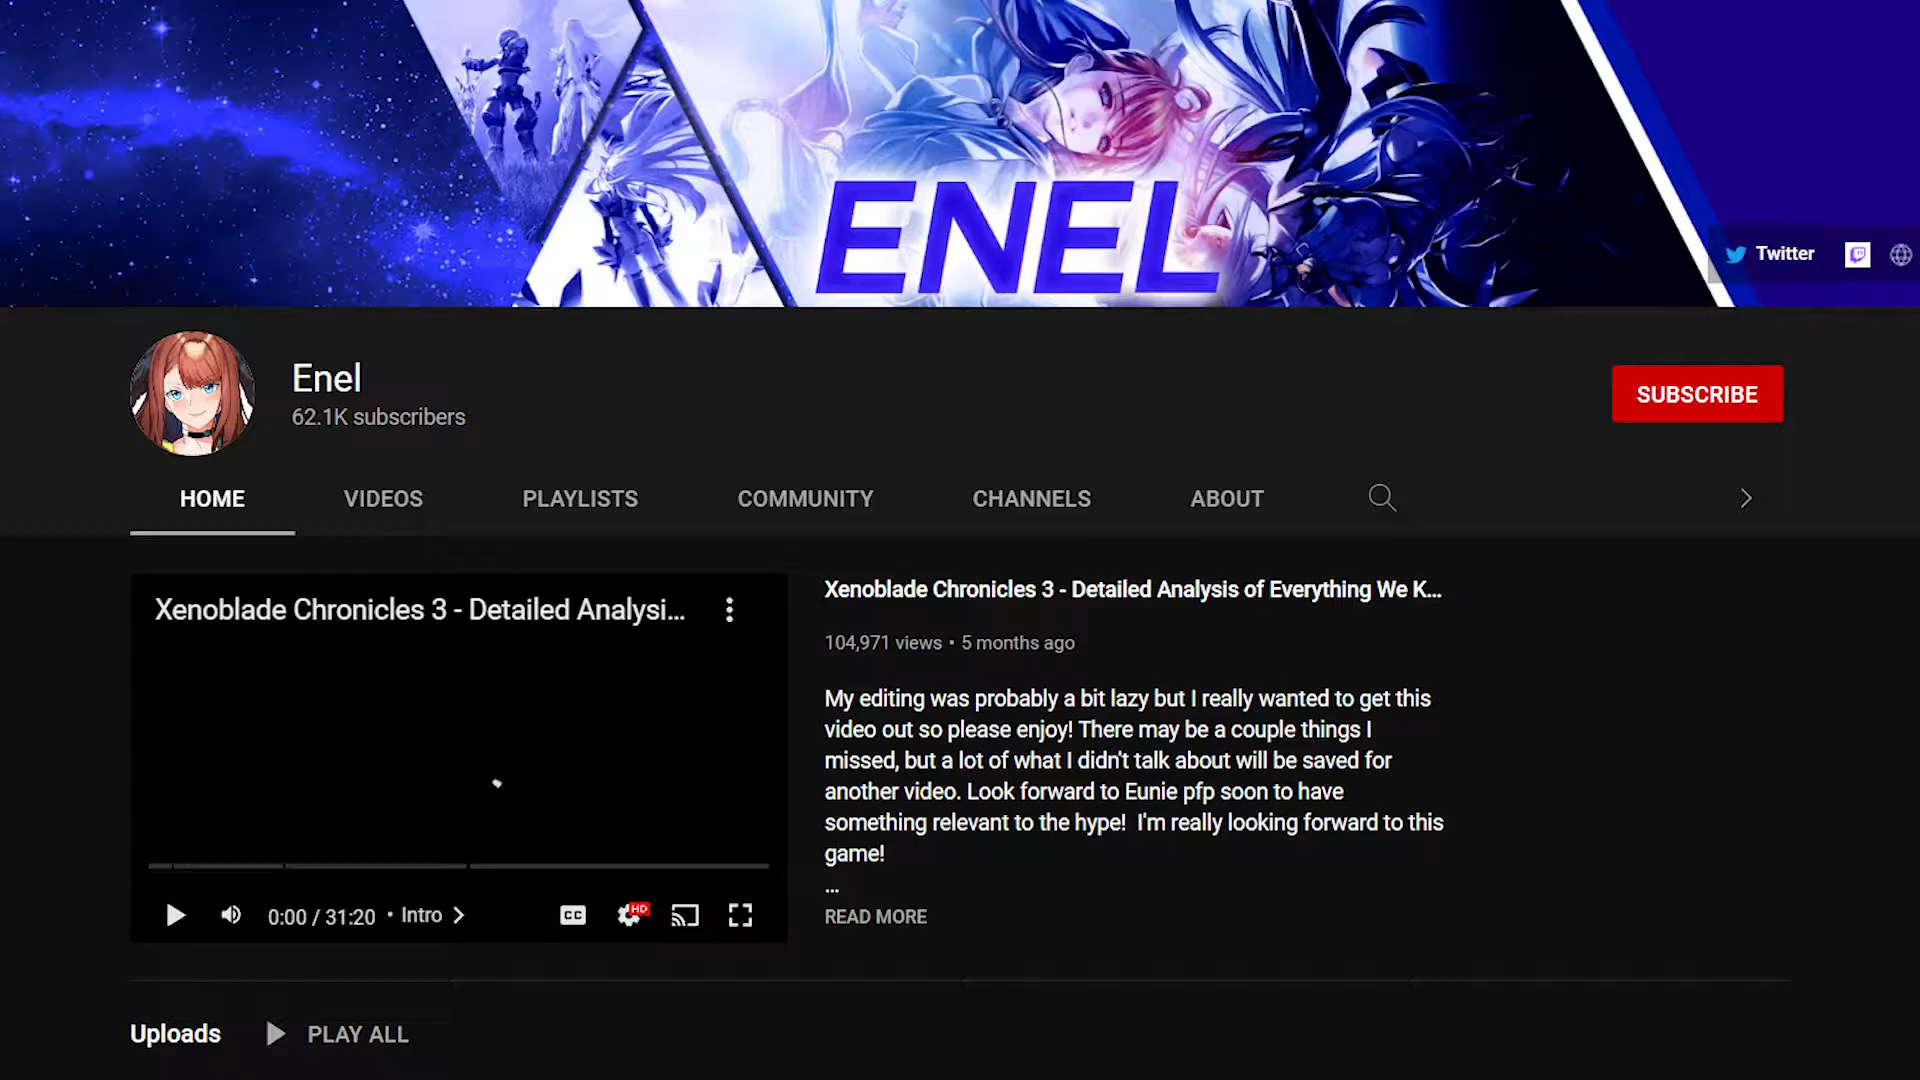 ENEL
Twitter
Enel
62.1K subscribers
SUBSCRIBE
HOME VIDEOS PLAYLISTS COMMUNITY CHANNELS ABOUT
Xenoblade Chronicles 3 - Detailed Analysi...
0:00 / 31:20 • Intro
CC
HD
Xenoblade Chronicles 3 - Detailed Analysis of Everything We K...
104,971 views • 5 months ago
My editing was probably a bit lazy but I really wanted to get this
video out so please enjoy! There may be a couple things I
missed, but a lot of what I didn't talk about will be saved for
another video. Look forward to Eunie pfp soon to have
something relevant to the hype!  I'm really looking forward to this
game!
...
READ MORE
Uploads PLAY ALL